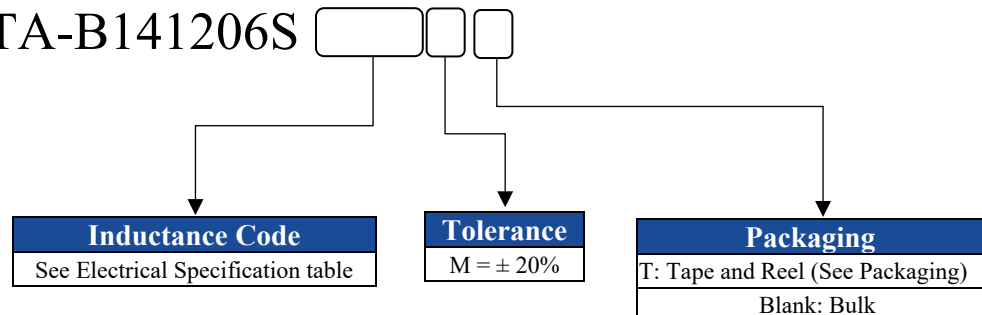 TA-B141206S
Inductance Code
See Electrical Specification table
Tolerance
M = ± 20%
Packaging
T: Tape and Reel (See Packaging)
Blank: Bulk